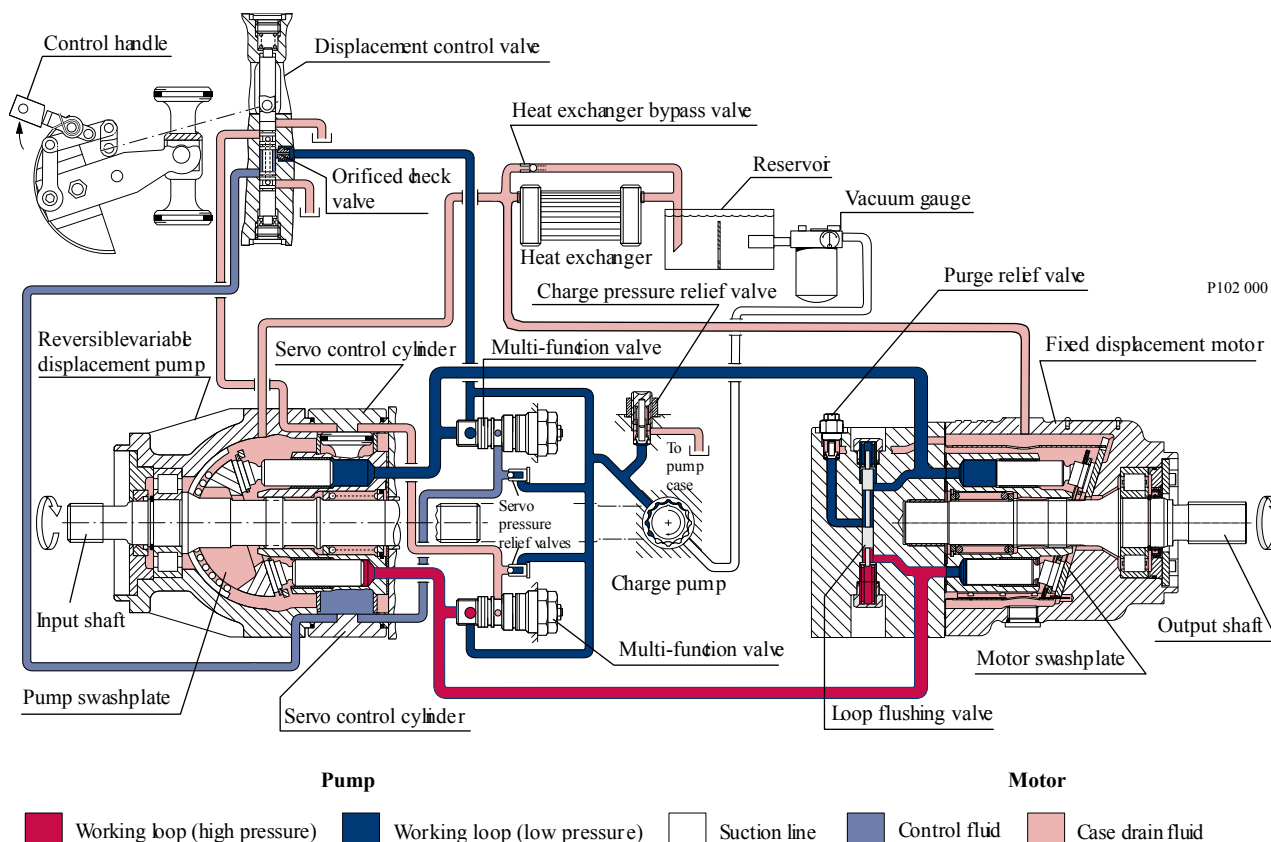 Control handle
Displacement control valve
Heat exchanger bypass valve
Reservoir
Orificed check
valve
Vacuum gauge
Heat exchanger
Purge relief valve
Charge pressure relief valve
P102 000
Reversible variable
displacement pump
Servo control cylinder
Multi-function valve
Fixed displacement motor
To
pump
case
Servo
pressure
relief valves
Charge pump
Input shaft
Output shaft
Multi-function valve
Motor swashplate
Pump swashplate
Servo control cylinder
Loop flushing valve
Pump
Motor
Working loop (high pressure)
Working loop (low pressure)
Suction line
Control fluid
Case drain fluid